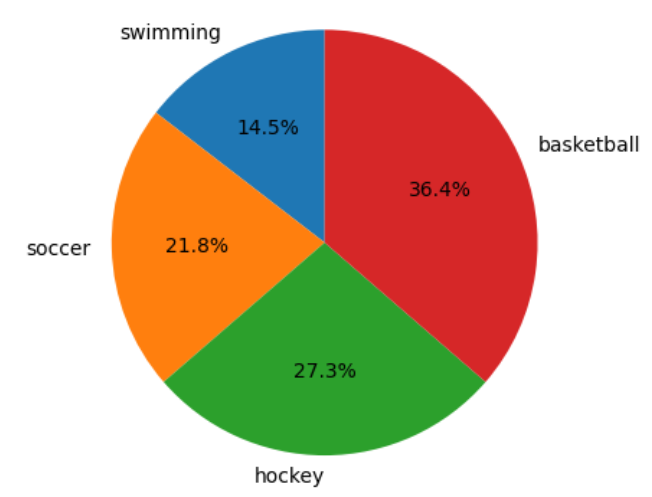 swimming
14.5%
basketball
36.4%
soccer
21.8%
27.3%
hockey